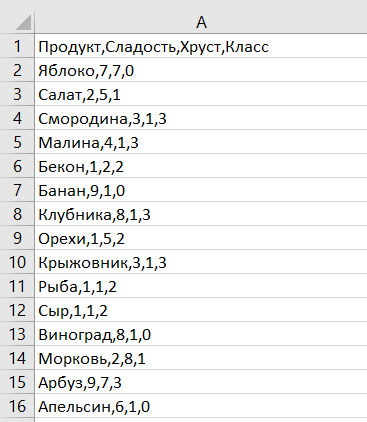 A
1 Продукт,Сладость,Хруст,Класс
2 Яблоко,7,7,0
3 Салат,2,5,1
4 Смородина,3,1,3
5 Малина,4,1,3
6 Бекон,1,2,2
7 Банан,9,1,0
8 Клубника,8,1,3
9 Орехи,1,5,2
10 Крыжовник,3,1,3
11 Рыба,1,1,2
12 Сыр,1,1,2
13 Виноград,8,1,0
14 Морковь,2,8,1
15 Арбуз,9,7,3
16 Апельсин,6,1,0